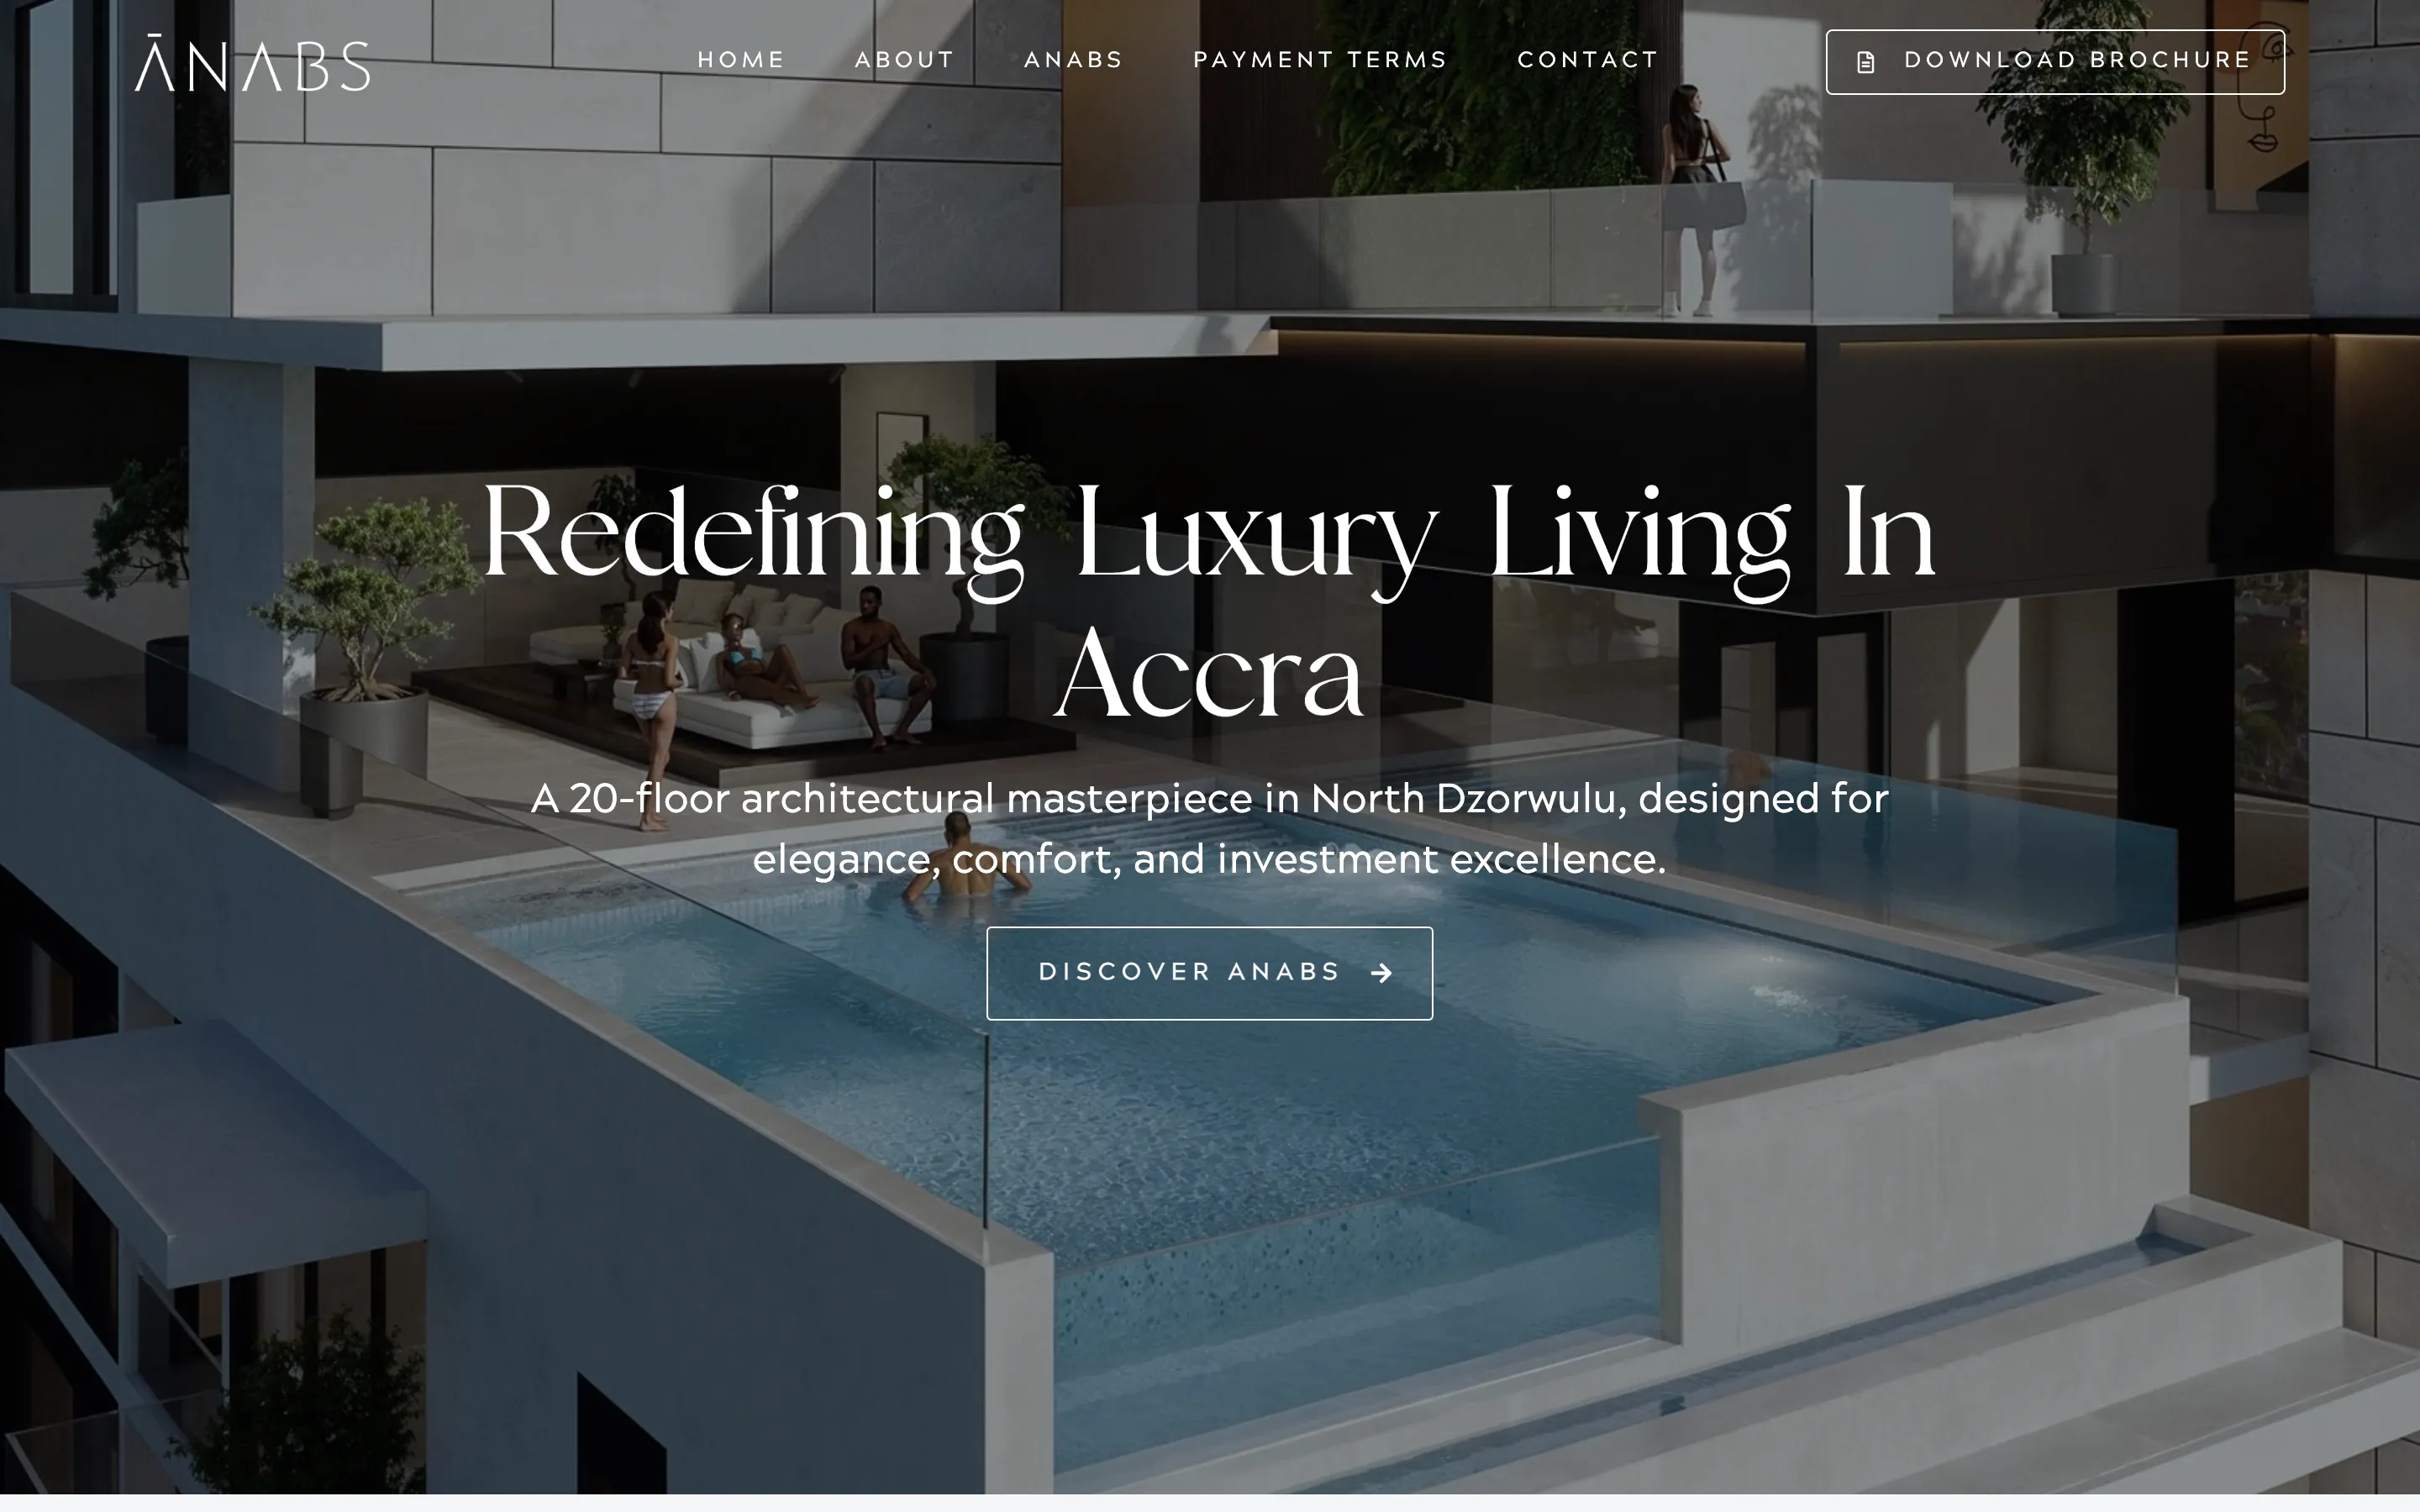 ĀNABS
HOME
ABOUT
ANABS
PAYMENT TERMS
CONTACT
DOWNLOAD BROCHURE
Redefining Luxury Living In
Accra
A 20-floor architectural masterpiece in North Dzorwulu, designed for
elegance, comfort, and investment excellence.
DISCOVER ANABS